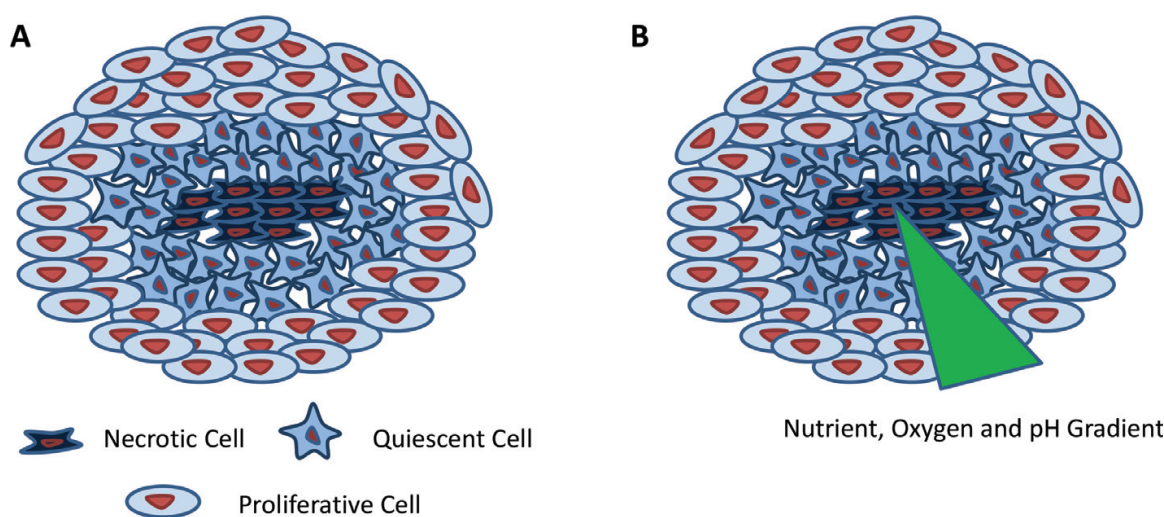 A
B
Necrotic Cell
Quiescent Cell
Proliferative Cell
Nutrient, Oxygen and pH Gradient